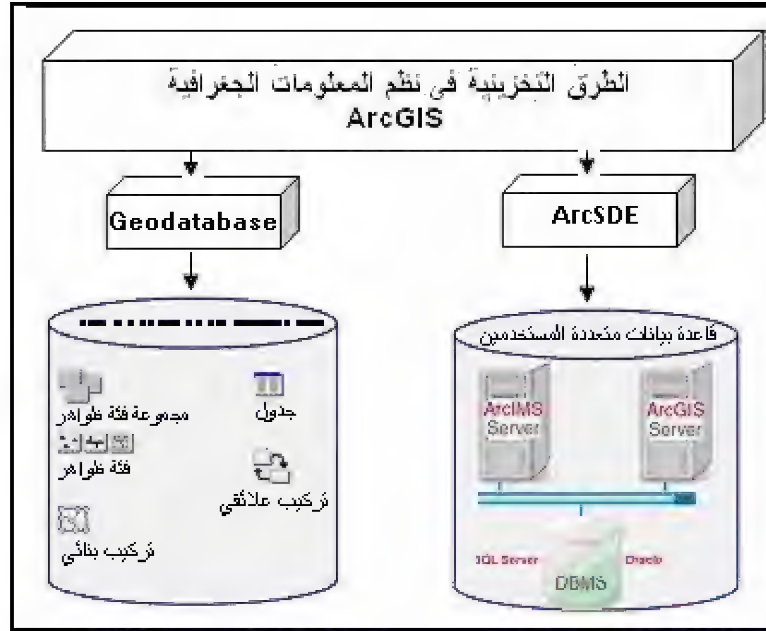 الطرق التخزينية في نظم المعلومات الجغرافية
ArcGIS
Geodatabase
ArcSDE
قاعدة بيانات متعددة المستخدمين
مجموعة فئة ظواهر
جدول
فئة ظواهر
تركيب علائقي
تركيب بنائي
ArcIMS
Server
ArcGIS
Server
SQL Server
Oracle
DBMS